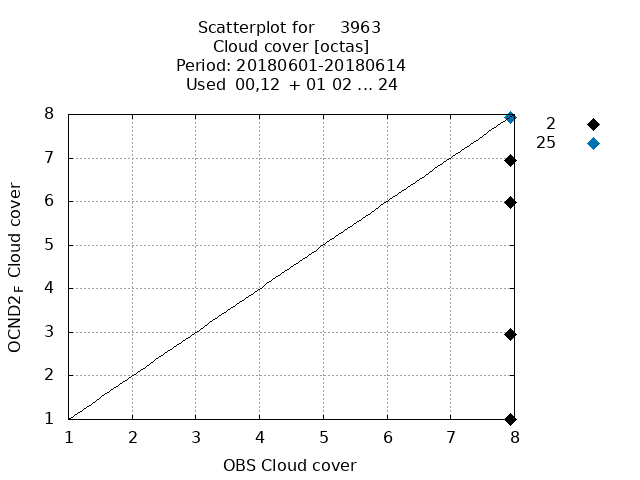 Scatterplot for 3963
Cloud cover [octas]
Period: 20180601-20180614
Used 00,12 + 01 02 ... 24
2
25
8
7
6
5
4
3
2
1
OCND2F Cloud cover
1 2 3 4 5 6 7 8
OBS Cloud cover